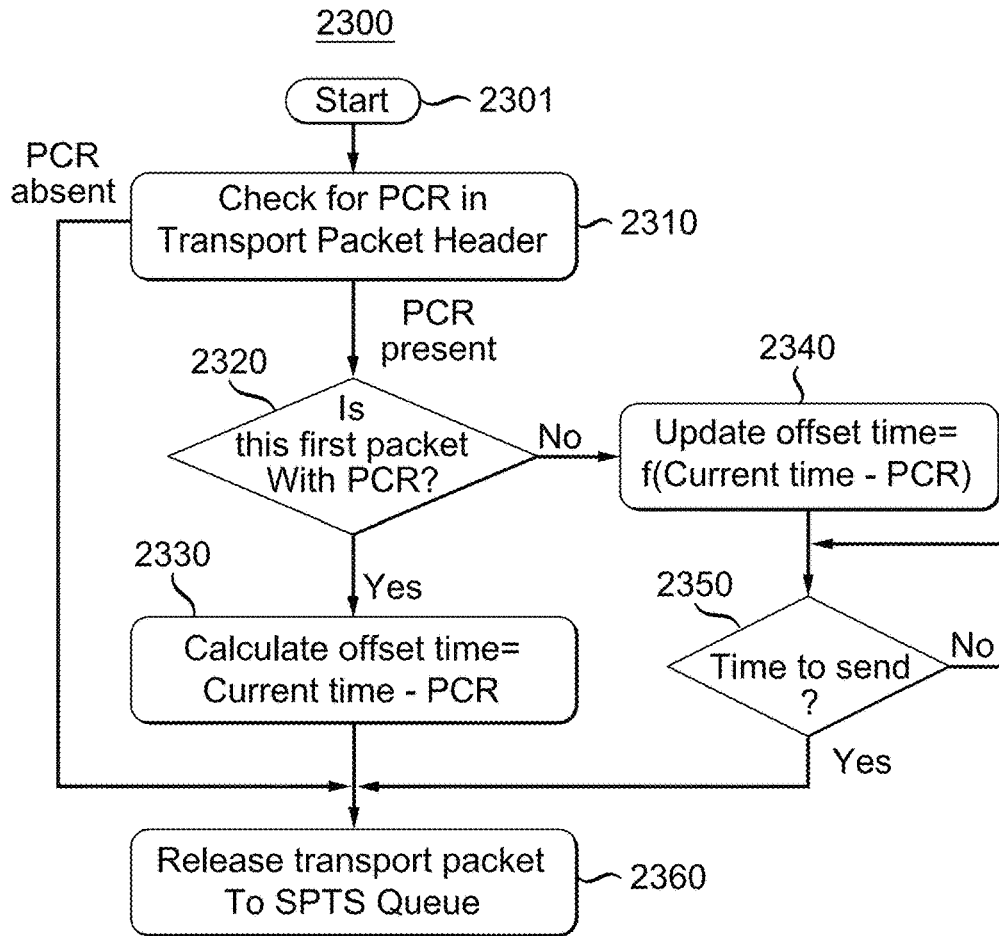 2300
Start
2301
PCR
absent
Check for PCR in
Transport Packet Header
2310
PCR
present
2320
Is
this first packet
With PCR?
No
2340
Update offset time=
f(Current time - PCR)
2330
Yes
Calculate offset time=
Current time - PCR
2350
Time to send
?
No
Yes
Release transport packet
To SPTS Queue
2360